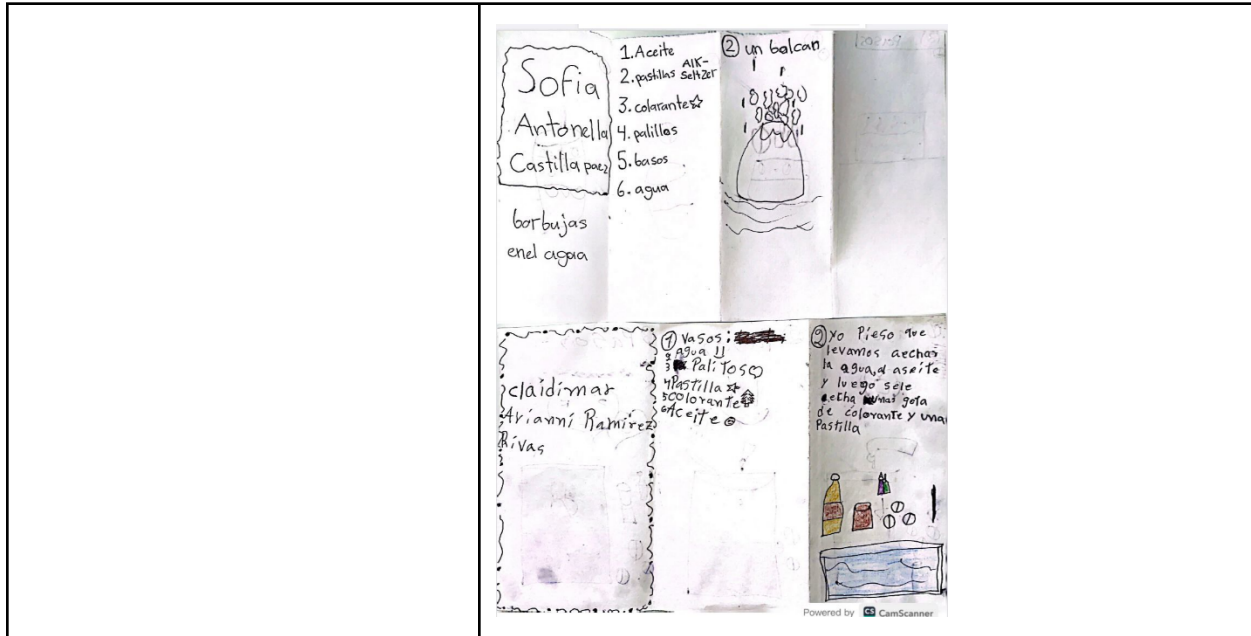 Sofia
Antonella
Castilla paez
borbujas
enel agua
1. Aceite
2. pastillas AlK-Seltzer
3. colarante
4. palillos
5. basos
6. agua
② un bolcan
claidimar
Arianni Ramirez
Rivas
① Vasos:
2 agua
3 Palitos
4 Pastilla
5 colorante
6 Aceite
② Yo Pieso que
levamos aechar
la agua,
y luego sele
echa unas gota
de colorante y una
Pastilla
Powered by CS CamScanner